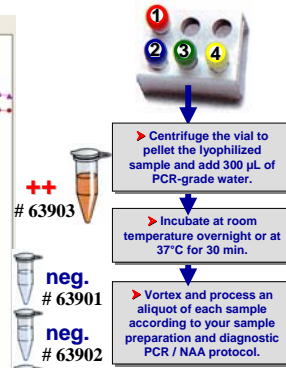 1
2 3 4
➤ Centrifuge the vial to
pellet the lyophilized
sample and add 300 µL of
PCR-grade water.
++
# 63903
➤ Incubate at room
temperature overnight or at
37°C for 30 min.
neg.
# 63901
➤ Vortex and process an
aliquot of each sample
according to your sample
preparation and diagnostic
PCR / NAA protocol.
neg.
# 63902